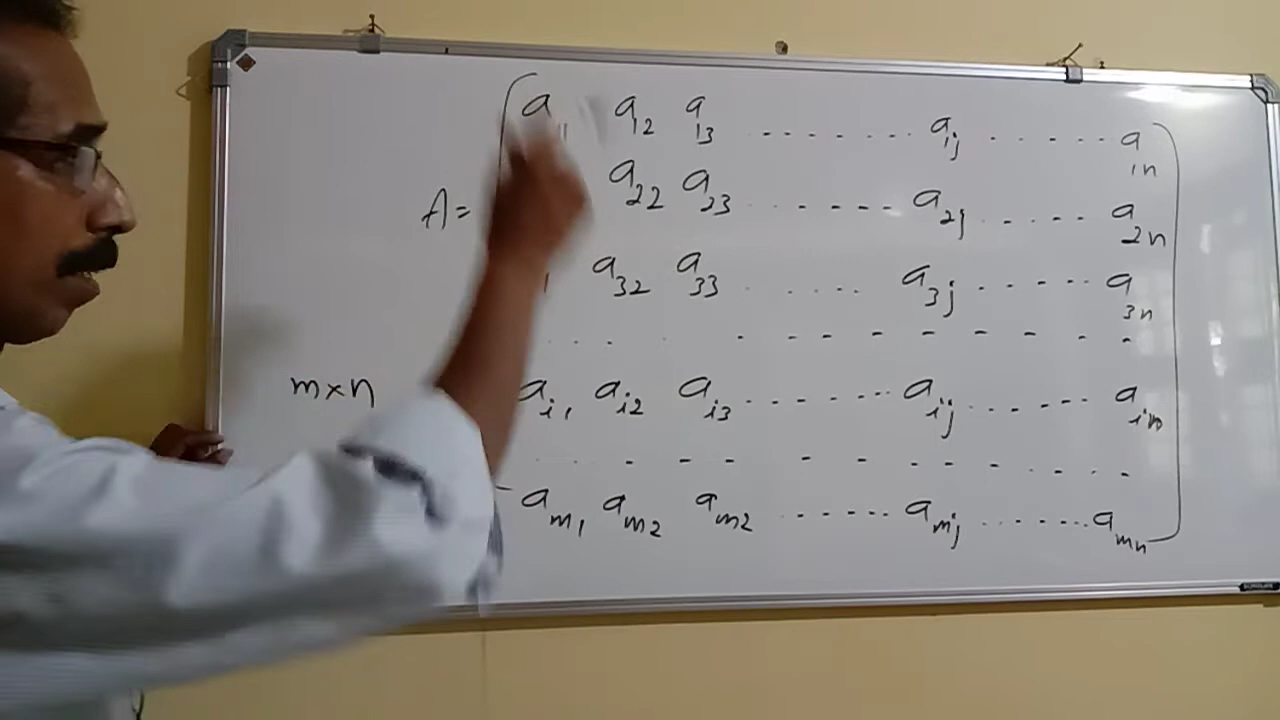 a₁₁ a₁₂ a₁₃ ........ a₁ⱼ ...... a₁ₙ
A = a₂₂ a₂₃ ....... a₂ⱼ ..... a₂ₙ
a₃₂ a₃₃ ..... a₃ⱼ ...... a₃ₙ
m×n aᵢ₁ aᵢ₂ aᵢ₃ ........ aᵢⱼ ...... aᵢₙ
aₘ₁ aₘ₂ aₘ₂ ....... aₘⱼ ....... aₘₙ